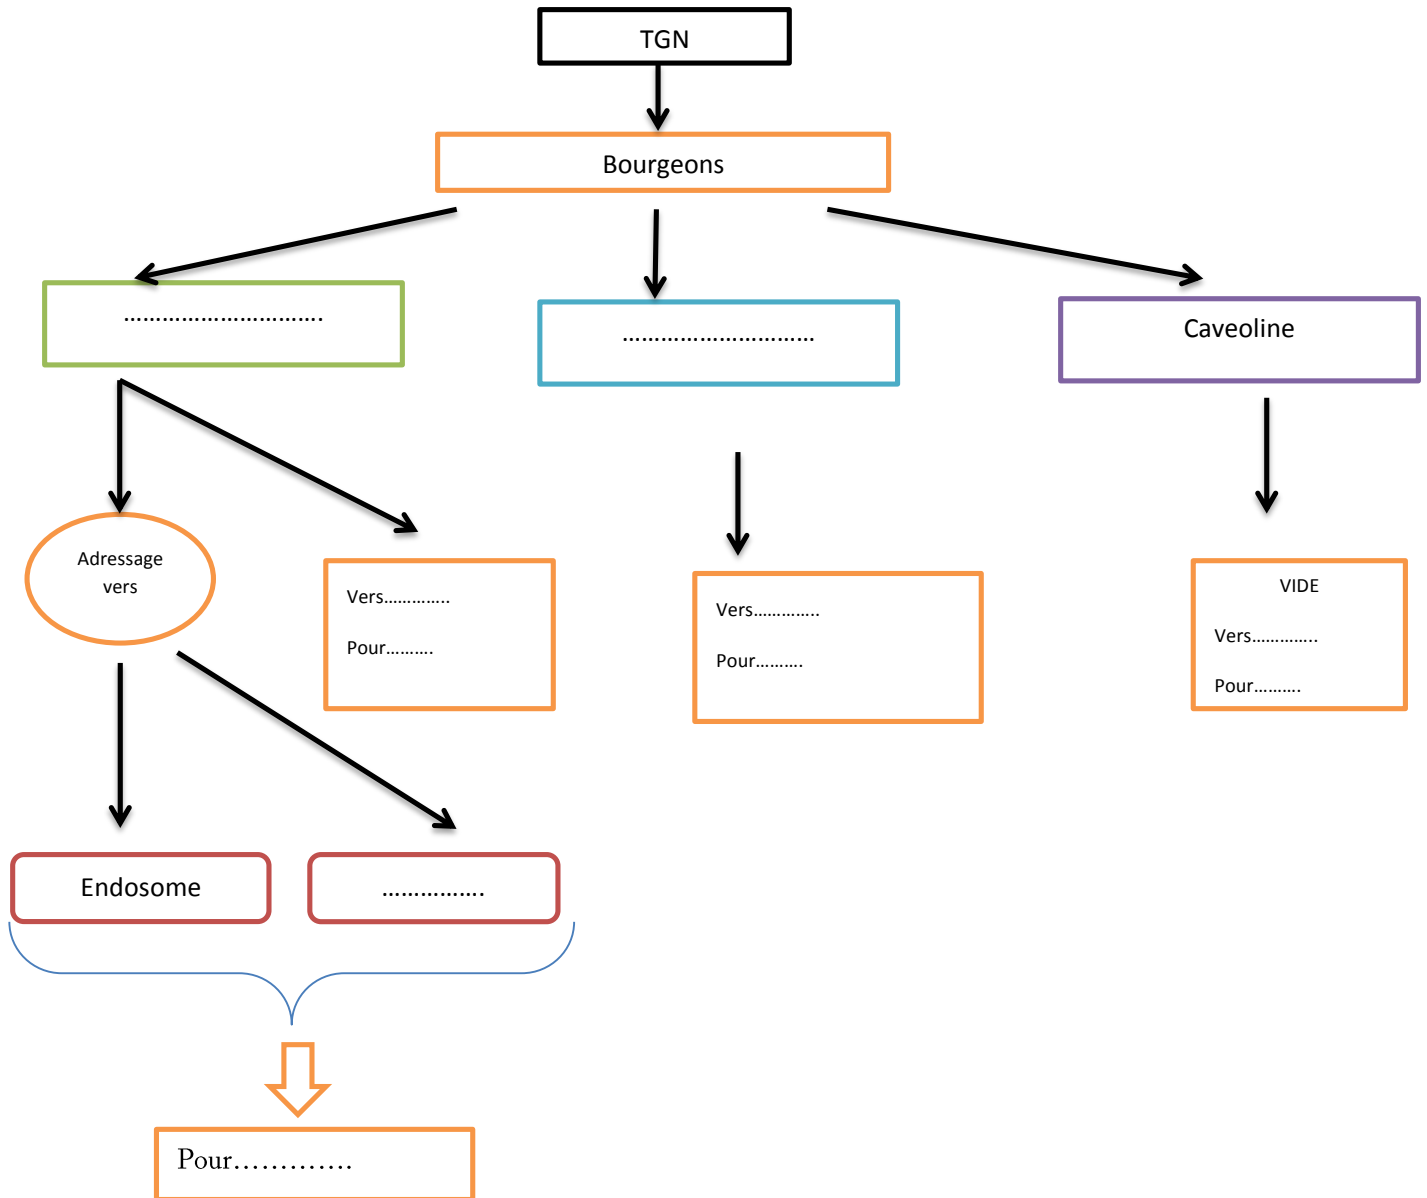 TGN
Bourgeons
………………………….
…………………………
Caveoline
Adressage
vers
Vers…………..
Pour……….
Vers…………..
Pour……….
VIDE
Vers…………..
Pour……….
Endosome
…………….
Pour………….